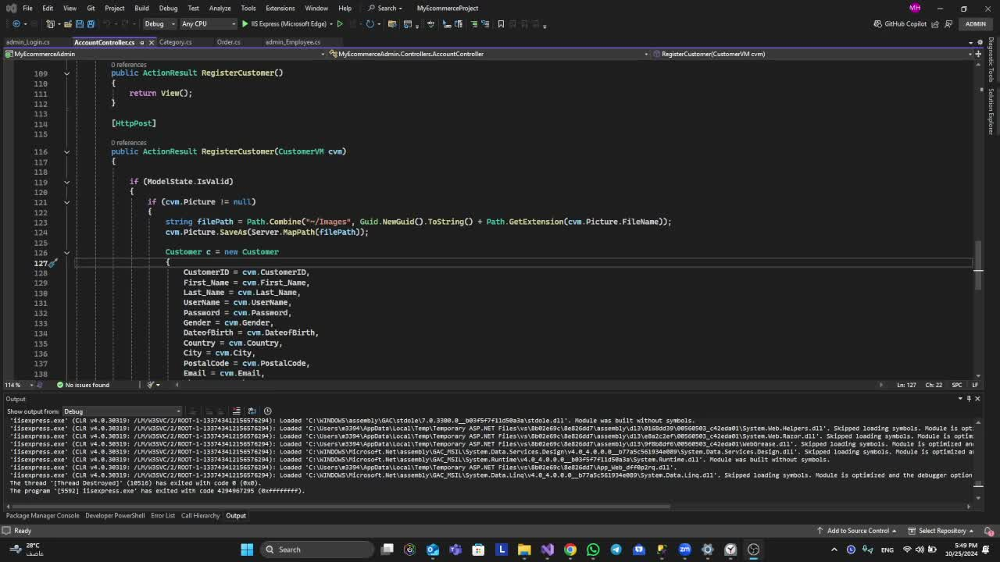 File Edit View Git Project Build Debug Test Analyze Tools Extensions Window Help Search MyEcommerceProject MH
Debug Any CPU IIS Express (Microsoft Edge) GitHub Copilot ADMIN
admin_Login.cs AccountController.cs Category.cs Order.cs admin_Employee.cs
MyEcommerceAdmin MyEcommerceAdmin.Controllers.AccountController RegisterCustomer(CustomerVM cvm)
Diagnostic Tools
Solution Explorer
0 references
109 public ActionResult RegisterCustomer()
110 {
111 return View();
112 }
113
114 [HttpPost]
115
0 references
116 public ActionResult RegisterCustomer(CustomerVM cvm)
117 {
118
119 if (ModelState.IsValid)
120 {
121 if (cvm.Picture != null)
122 {
123 string filePath = Path.Combine("~/Images", Guid.NewGuid().ToString() + Path.GetExtension(cvm.Picture.FileName));
124 cvm.Picture.SaveAs(Server.MapPath(filePath));
125
126 Customer c = new Customer
127 {
128 CustomerID = cvm.CustomerID,
129 First_Name = cvm.First_Name,
130 Last_Name = cvm.Last_Name,
131 UserName = cvm.UserName,
132 Password = cvm.Password,
133 Gender = cvm.Gender,
134 DateofBirth = cvm.DateofBirth,
135 Country = cvm.Country,
136 City = cvm.City,
137 PostalCode = cvm.PostalCode,
138 Email = cvm.Email,
114 % No issues found Ln: 127 Ch: 22 SPC LF
Output
Show output from: Debug
'iisexpress.exe' (CLR v4.0.30319: /LM/W3SVC/2/ROOT-1-133743412156576294): Loaded 'C:\WINDOWS\assembly\GAC\stdole\7.0.3300.0__b03f5f7f11d50a3a\stdole.dll'. Module was built without symbols.
'iisexpress.exe' (CLR v4.0.30319: /LM/W3SVC/2/ROOT-1-133743412156576294): Loaded 'C:\Users\m3394\AppData\Local\Temp\Temporary ASP.NET Files\vs\8b02e69c\8e826dd7\assembly\dl3\0168dd39\00560503_c42eda01\System.Web.Helpers.dll'. Skipped loading symbols. Module is opti
'iisexpress.exe' (CLR v4.0.30319: /LM/W3SVC/2/ROOT-1-133743412156576294): Loaded 'C:\Users\m3394\AppData\Local\Temp\Temporary ASP.NET Files\vs\8b02e69c\8e826dd7\assembly\dl3\e8a2c2ef\00560503_c42eda01\System.Web.Razor.dll'. Skipped loading symbols. Module is optimi
'iisexpress.exe' (CLR v4.0.30319: /LM/W3SVC/2/ROOT-1-133743412156576294): Loaded 'C:\Users\m3394\AppData\Local\Temp\Temporary ASP.NET Files\vs\8b02e69c\8e826dd7\assembly\dl3\9f8b8df6\00560503_c42eda01\WebGrease.dll'. Skipped loading symbols. Module is optimized an
'iisexpress.exe' (CLR v4.0.30319: /LM/W3SVC/2/ROOT-1-133743412156576294): Loaded 'C:\WINDOWS\Microsoft.Net\assembly\GAC_MSIL\System.Data.Services.Design\v4.0_4.0.0.0__b77a5c561934e089\System.Data.Services.Design.dll'. Skipped loading symbols. Module is optimized a
'iisexpress.exe' (CLR v4.0.30319: /LM/W3SVC/2/ROOT-1-133743412156576294): Loaded 'C:\WINDOWS\Microsoft.Net\assembly\GAC_MSIL\System.Runtime\v4.0_4.0.0.0__b03f5f7f11d50a3a\System.Runtime.dll'. Module was built without symbols.
'iisexpress.exe' (CLR v4.0.30319: /LM/W3SVC/2/ROOT-1-133743412156576294): Loaded 'C:\Users\m3394\AppData\Local\Temp\Temporary ASP.NET Files\vs\8b02e69c\8e826dd7\App_Web_dff0p2rq.dll'.
'iisexpress.exe' (CLR v4.0.30319: /LM/W3SVC/2/ROOT-1-133743412156576294): Loaded 'C:\WINDOWS\Microsoft.Net\assembly\GAC_MSIL\System.Data.Linq\v4.0_4.0.0.0__b77a5c561934e089\System.Data.Linq.dll'. Skipped loading symbols. Module is optimized and the debugger option
The thread '[Thread Destroyed]' (10516) has exited with code 0 (0x0).
The program '[5592] iisexpress.exe' has exited with code 4294967295 (0xffffffff).
Package Manager Console Developer PowerShell Error List Call Hierarchy Output
Ready Add to Source Control Select Repository
28°C Search ENG 5:49 PM
عاصف 10/25/2024